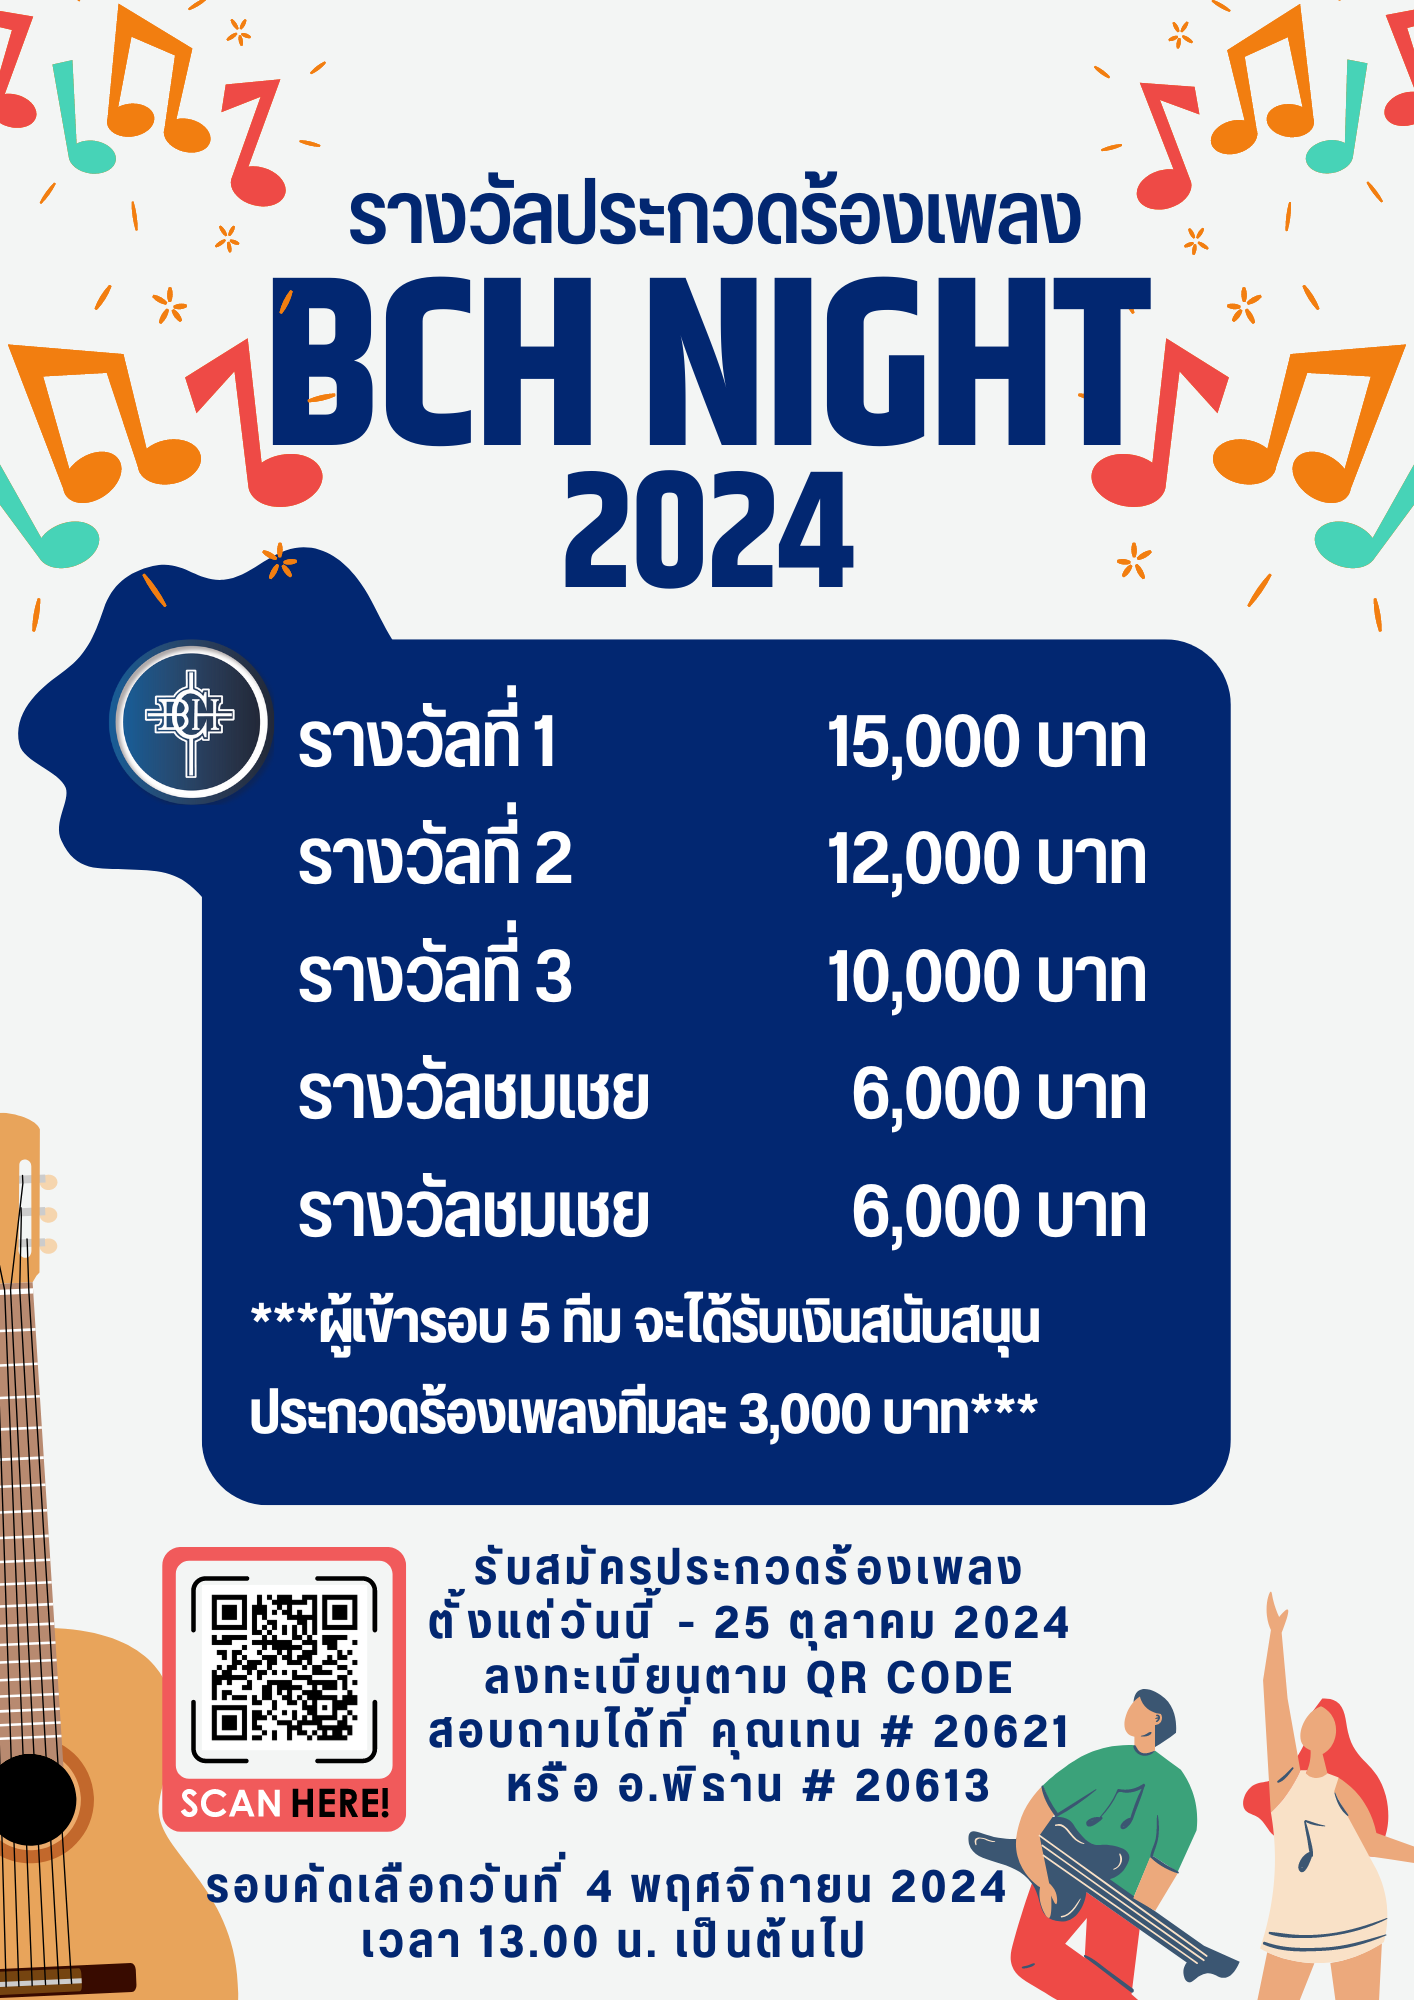 รางวัลประกวดร้องเพลง
BCH NIGHT
2024
BCH
รางวัลที่ 1 15,000 บาท
รางวัลที่ 2 12,000 บาท
รางวัลที่ 3 10,000 บาท
รางวัลชมเชย 6,000 บาท
รางวัลชมเชย 6,000 บาท
***ผู้เข้ารอบ 5 ทีม จะได้รับเงินสนับสนุน
ประกวดร้องเพลงทีมละ 3,000 บาท***
รับสมัครประกวดร้องเพลง
ตั้งแต่วันนี้ - 25 ตุลาคม 2024
ลงทะเบียนตาม QR CODE
สอบถามได้ที่ คุณเทน # 20621
หรือ อ.พิธาน # 20613
SCAN HERE!
รอบคัดเลือกวันที่ 4 พฤศจิกายน 2024
เวลา 13.00 น. เป็นต้นไป